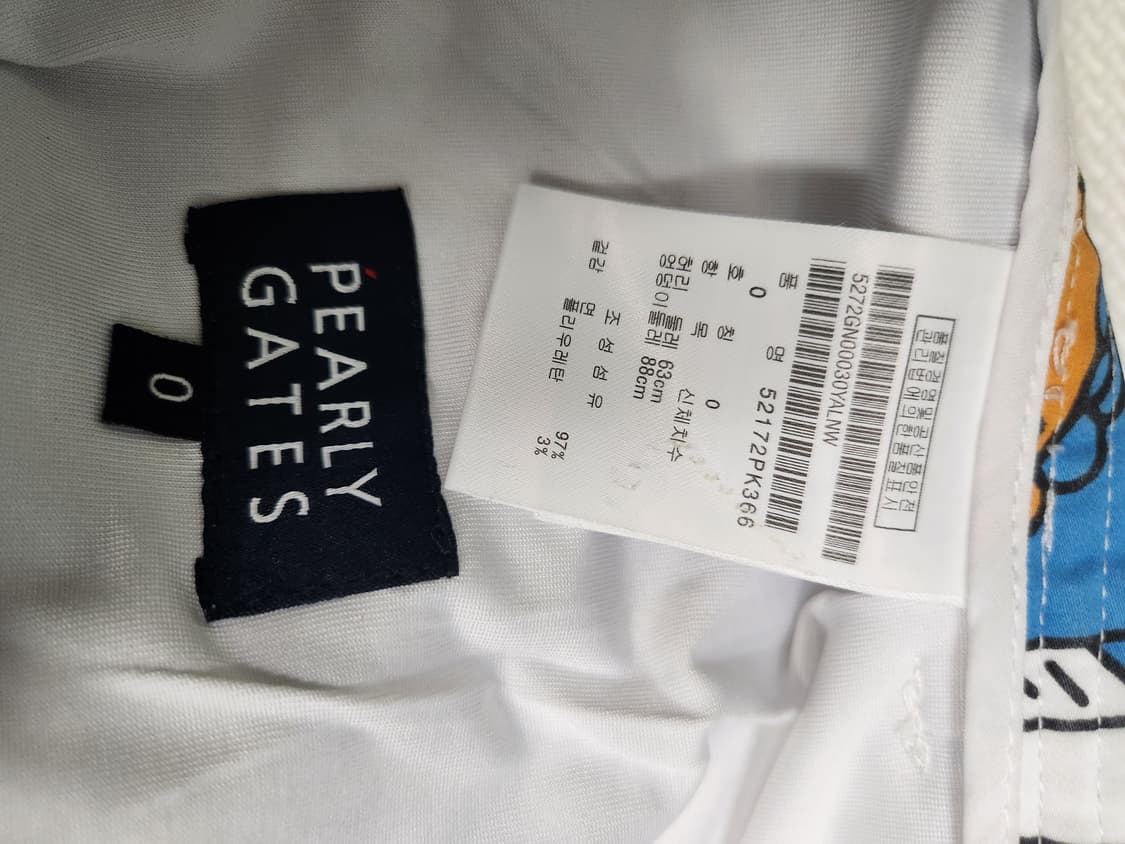 PEARLY
GATES
0
품질경영및공산품안전
관리법에의한품질표시
5272GN00030YALNW
품 명 52172PK366
0
호 칭 0
항 목 신체치수
허리 둘레 63cm
엉덩이둘레 88cm
조 성 섬 유
겉감 면 97%
폴리우레탄 3%